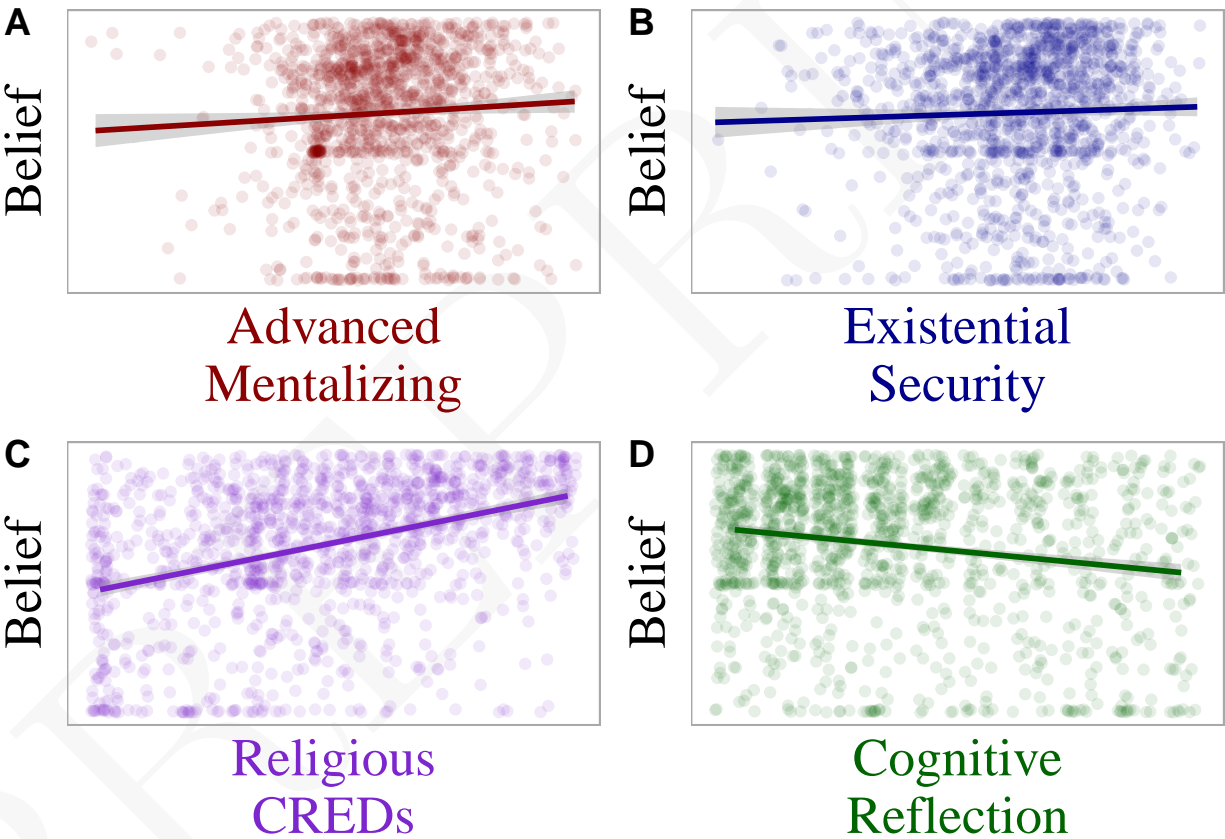 A
Belief
Advanced
Mentalizing
B
Belief
Existential
Security
C
Belief
Religious
CREDs
D
Belief
Cognitive
Reflection